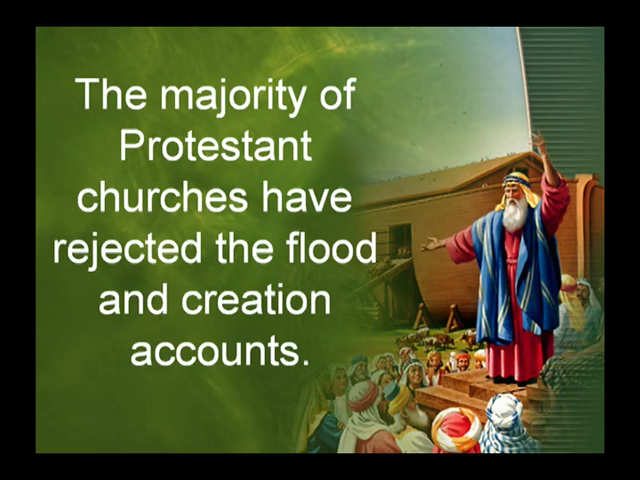 The majority of
Protestant
churches have
rejected the flood
and creation
accounts.